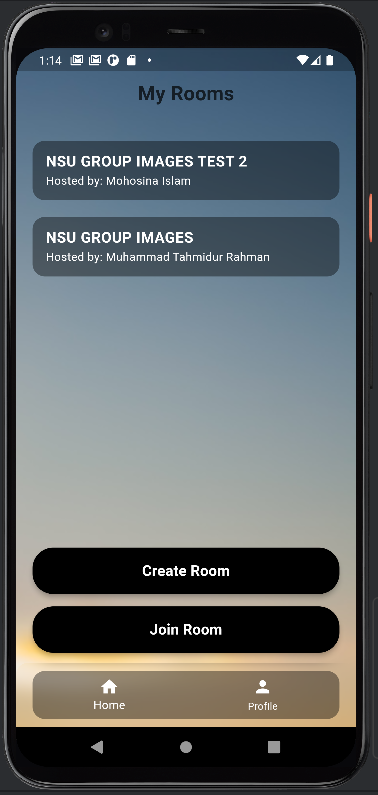 1:14
My Rooms
NSU GROUP IMAGES TEST 2
Hosted by: Mohosina Islam
NSU GROUP IMAGES
Hosted by: Muhammad Tahmidur Rahman
Create Room
Join Room
Home
Profile